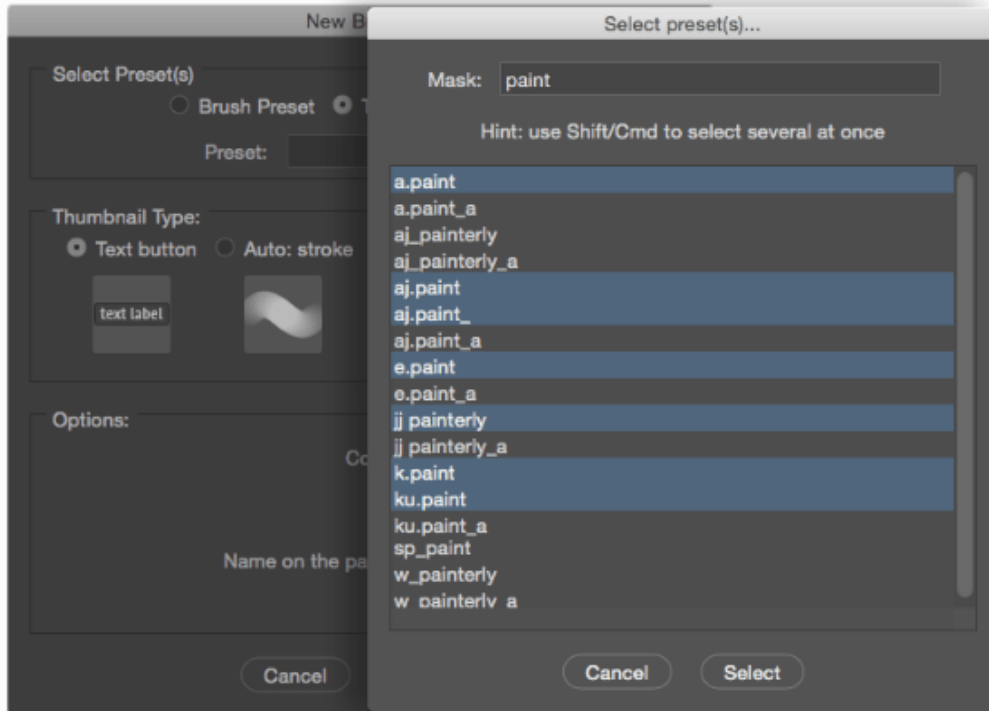 New B
Select preset(s)...
Select Preset(s)
Brush Preset
Preset:
Thumbnail Type:
Text button Auto: stroke
text label
Options:
Name on the pa
Cancel
Mask: paint
Hint: use Shift/Cmd to select several at once
a.paint
a.paint_a
aj_painterly
aj_painterly_a
aj.paint
aj.paint_
aj.paint_a
e.paint
e.paint_a
jj painterly
jj painterly_a
k.paint
ku.paint
ku.paint_a
sp_paint
w_painterly
w_painterly_a
Cancel Select